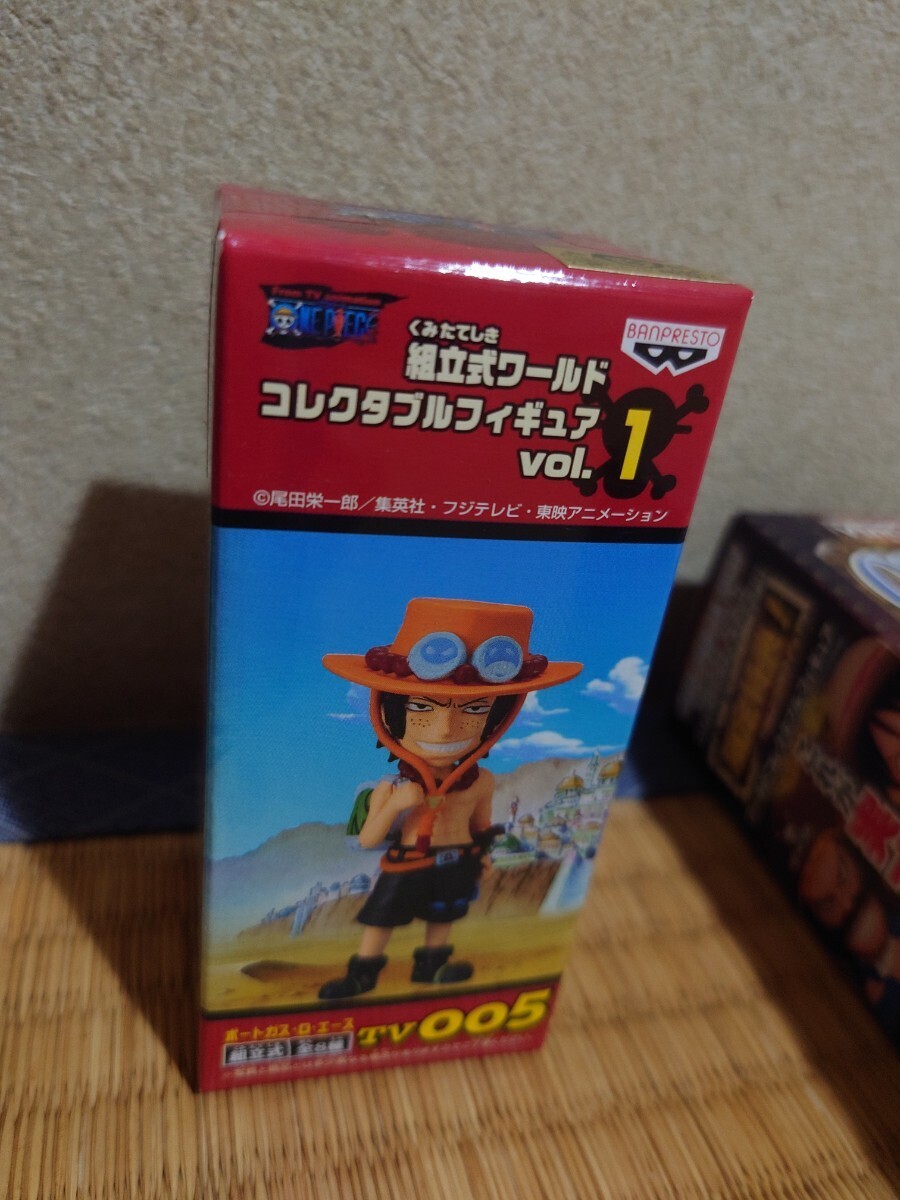 from TV animation
ONE PIECE
BANPRESTO
くみたてしき
組立式ワールド
コレクタブルフィギュア
vol. 1
©尾田栄一郎／集英社・フジテレビ・東映アニメーション
ポートガス・D・エース
組立式 全8種
TV005